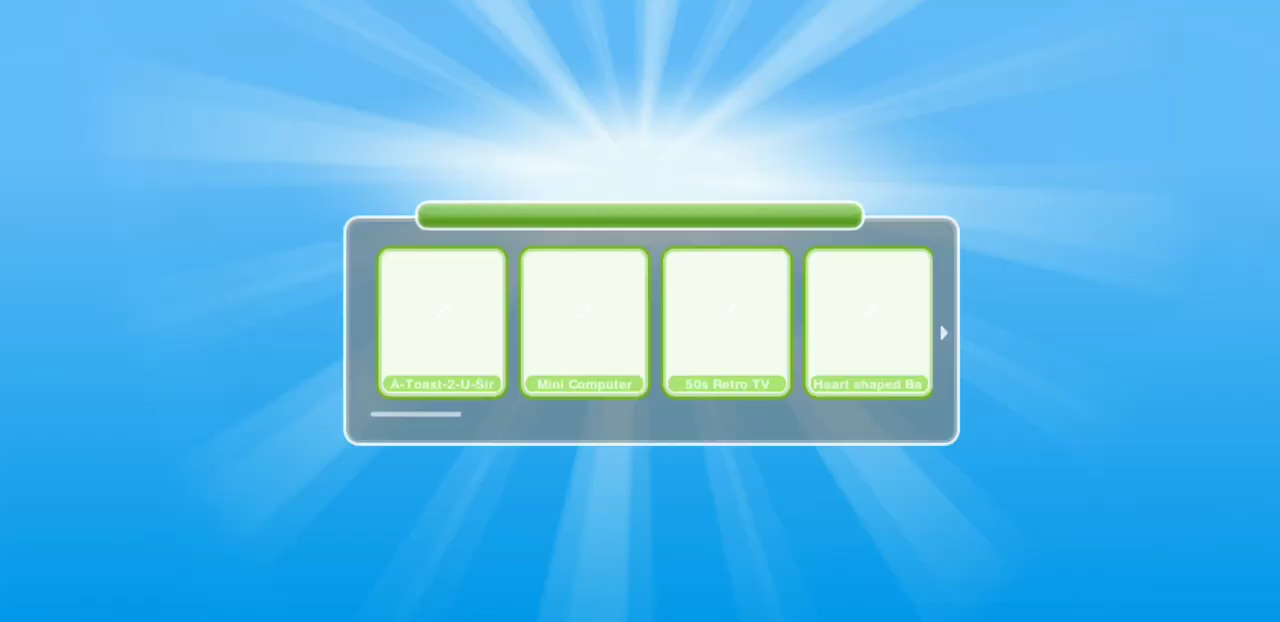 A-Toast-2-U-Sir
Mini Computer
50s Retro TV
Heart shaped Ba